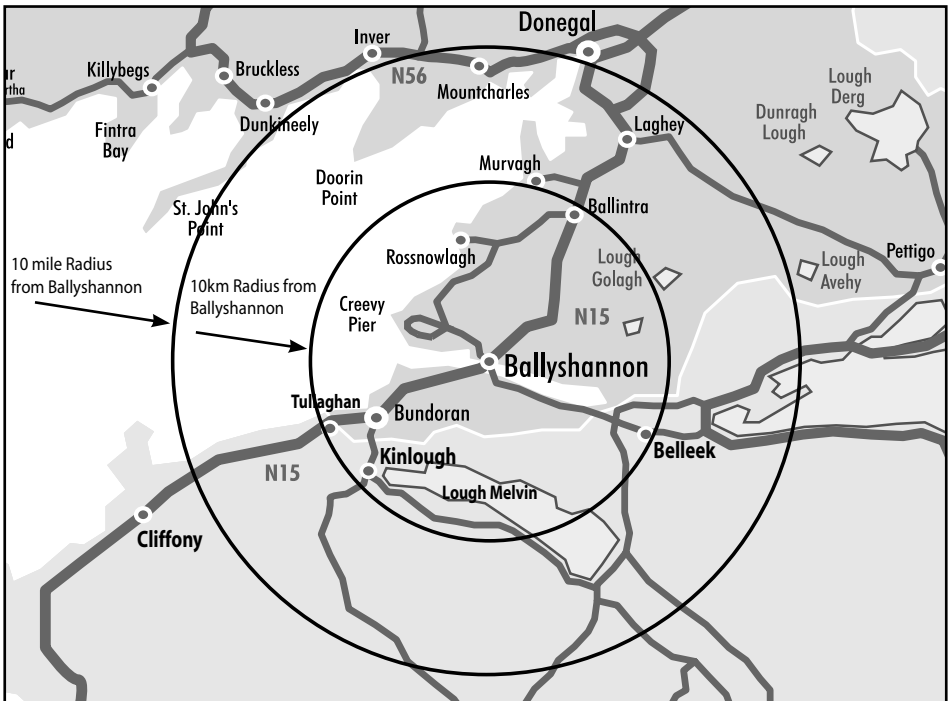 Donegal
Inver
Killybegs
Bruckless
N56
Mountcharles
Dunkineely
ur
rtha
d
Fintra
Bay
Lough
Derg
Dunragh
Lough
Laghey
Murvagh
Doorin
Point
St. John's
Point
Ballintra
Rossnowlagh
Lough
Golagh
Lough
Avehy
Pettigo
10 mile Radius
from Ballyshannon
10km Radius from
Ballyshannon
Creevy
Pier
N15
Ballyshannon
Tullaghan
Bundoran
Belleek
Kinlough
N15
Lough Melvin
Cliffony